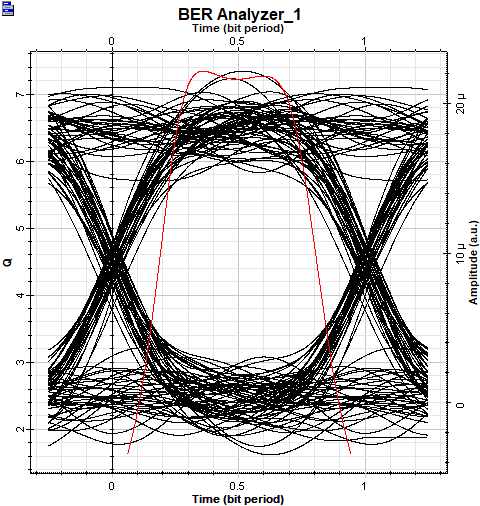 BER Analyzer_1
Time (bit period)
0 0.5 1
7
6
5
4
3
2
Q
20 µ
10 µ
0
Amplitude (a.u.)
0 0.5 1
Time (bit period)